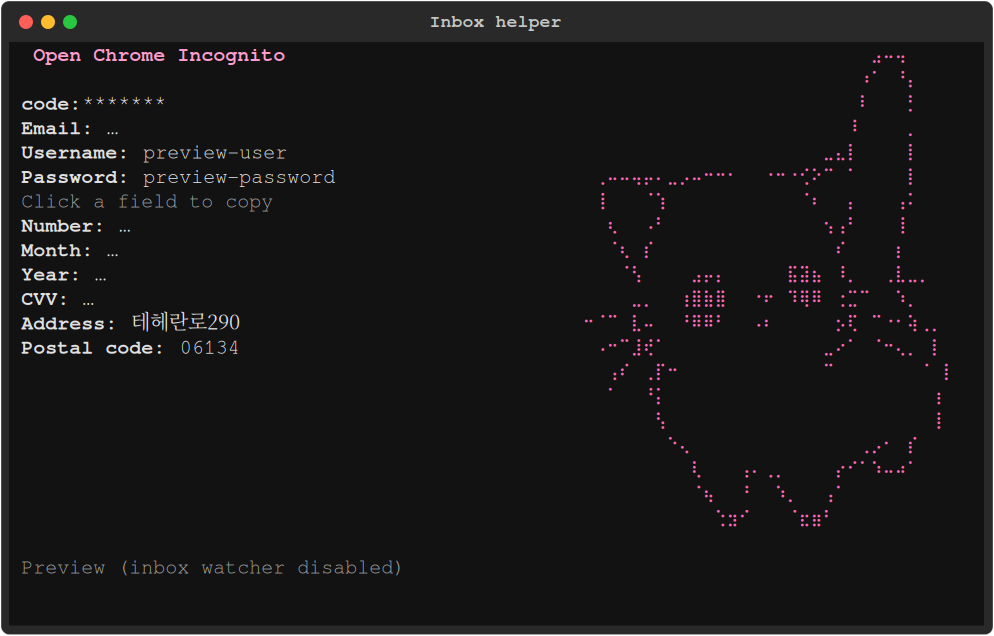 Inbox helper
Open Chrome Incognito
code:*******
Email: …
Username: preview-user
Password: preview-password
Click a field to copy
Number: …
Month: …
Year: …
CVV: …
Address: 테헤란로290
Postal code: 06134
Preview (inbox watcher disabled)